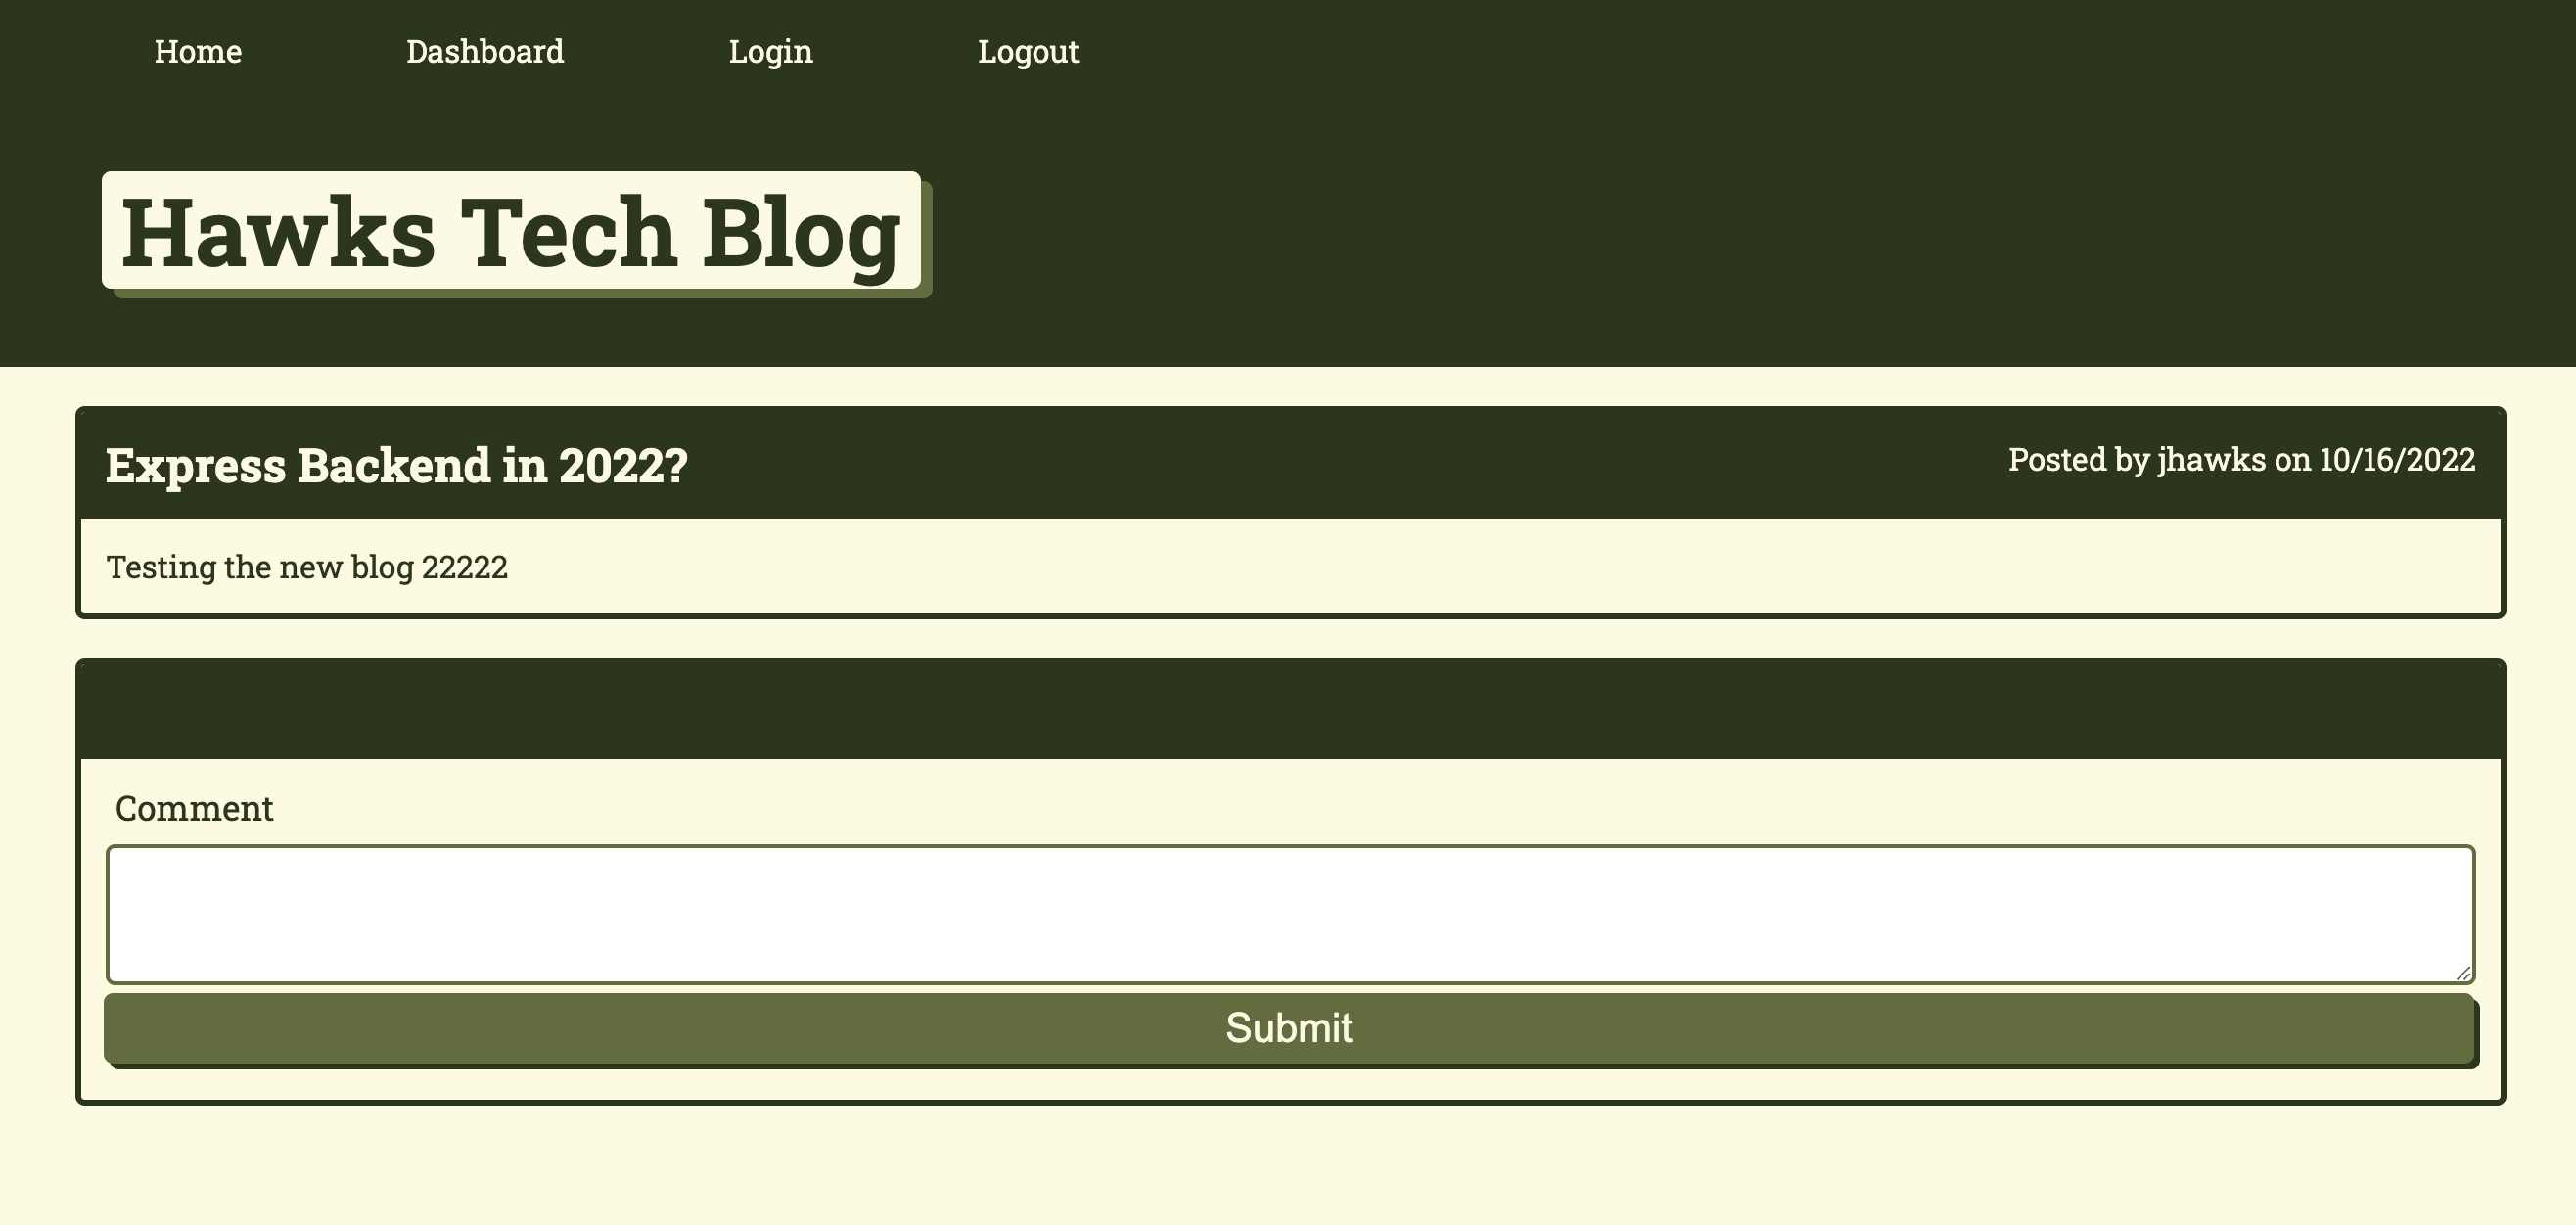 Home Dashboard Login Logout
Hawks Tech Blog
Express Backend in 2022? Posted by jhawks on 10/16/2022
Testing the new blog 22222
Comment
Submit